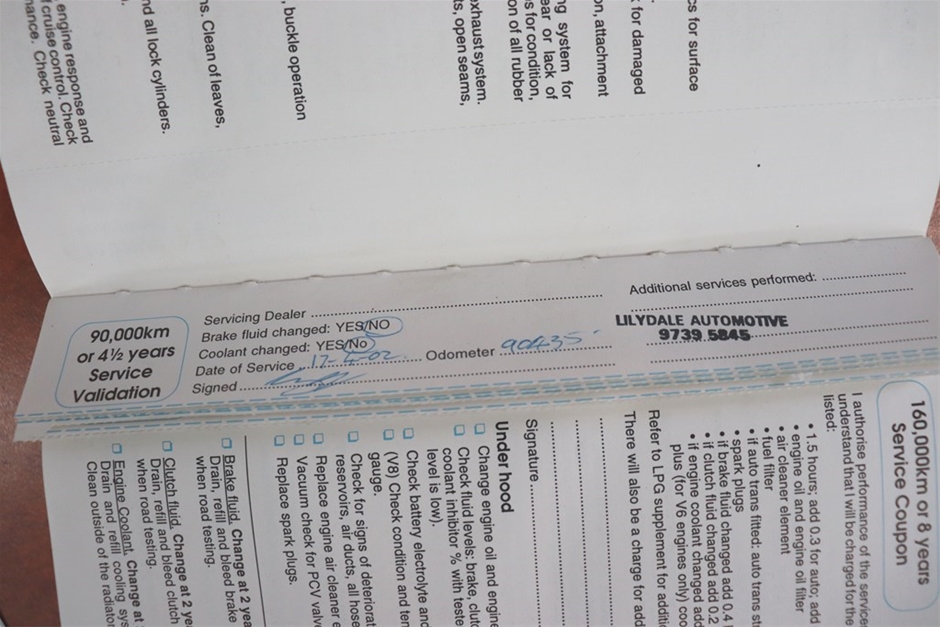 cs for surface
k for damaged
on, attachment
ng system for
ear or lack of
s for condition,
on of all rubber
exhaust system.
ts, open seams,
, buckle operation
s. Clean of leaves,
nd all lock cylinders.
engine response and
f cruise control. Check
nance. Check neutral
90,000km
or 4½ years
Service
Validation
Servicing Dealer
Brake fluid changed: YES/NO
Coolant changed: YES/No
Date of Service 17-4-02 Odometer 90435
Signed
Additional services performed:
LILYDALE AUTOMOTIVE
9739 5845
160,000km or 8 years
Service Coupon
I authorise performance of the services
understand that I will be charged for the
listed:
• 1.5 hours; add 0.3 for auto; add
• engine oil and engine oil filter
• air cleaner element
• fuel filter
• if auto trans fitted: auto trans st
• spark plugs
• if brake fluid changed add 0.4
• if clutch fluid changed add 0.2
• if engine coolant changed add
plus (for V6 engines only) coo
Refer to LPG supplement for additi
There will also be a charge for add
Signature
Under hood
Change engine oil and engine
Check fluid levels: brake, clutc
coolant inhibitor % with teste
level is low).
Check battery electrolyte and
(V8) Check condition and ten
gauge.
Check for signs of deteriorat
reservoirs, air ducts, all hose
Replace engine air cleaner e
Vacuum check for PCV valve
Replace spark plugs.
Brake fluid. Change at 2 yea
Drain, refill and bleed brake
when road testing.
Clutch fluid. Change at 2 ye
Drain, refill and bleed clutch
when road testing.
Engine Coolant. Change at
Drain and refill cooling sys
Clean outside of the radiator